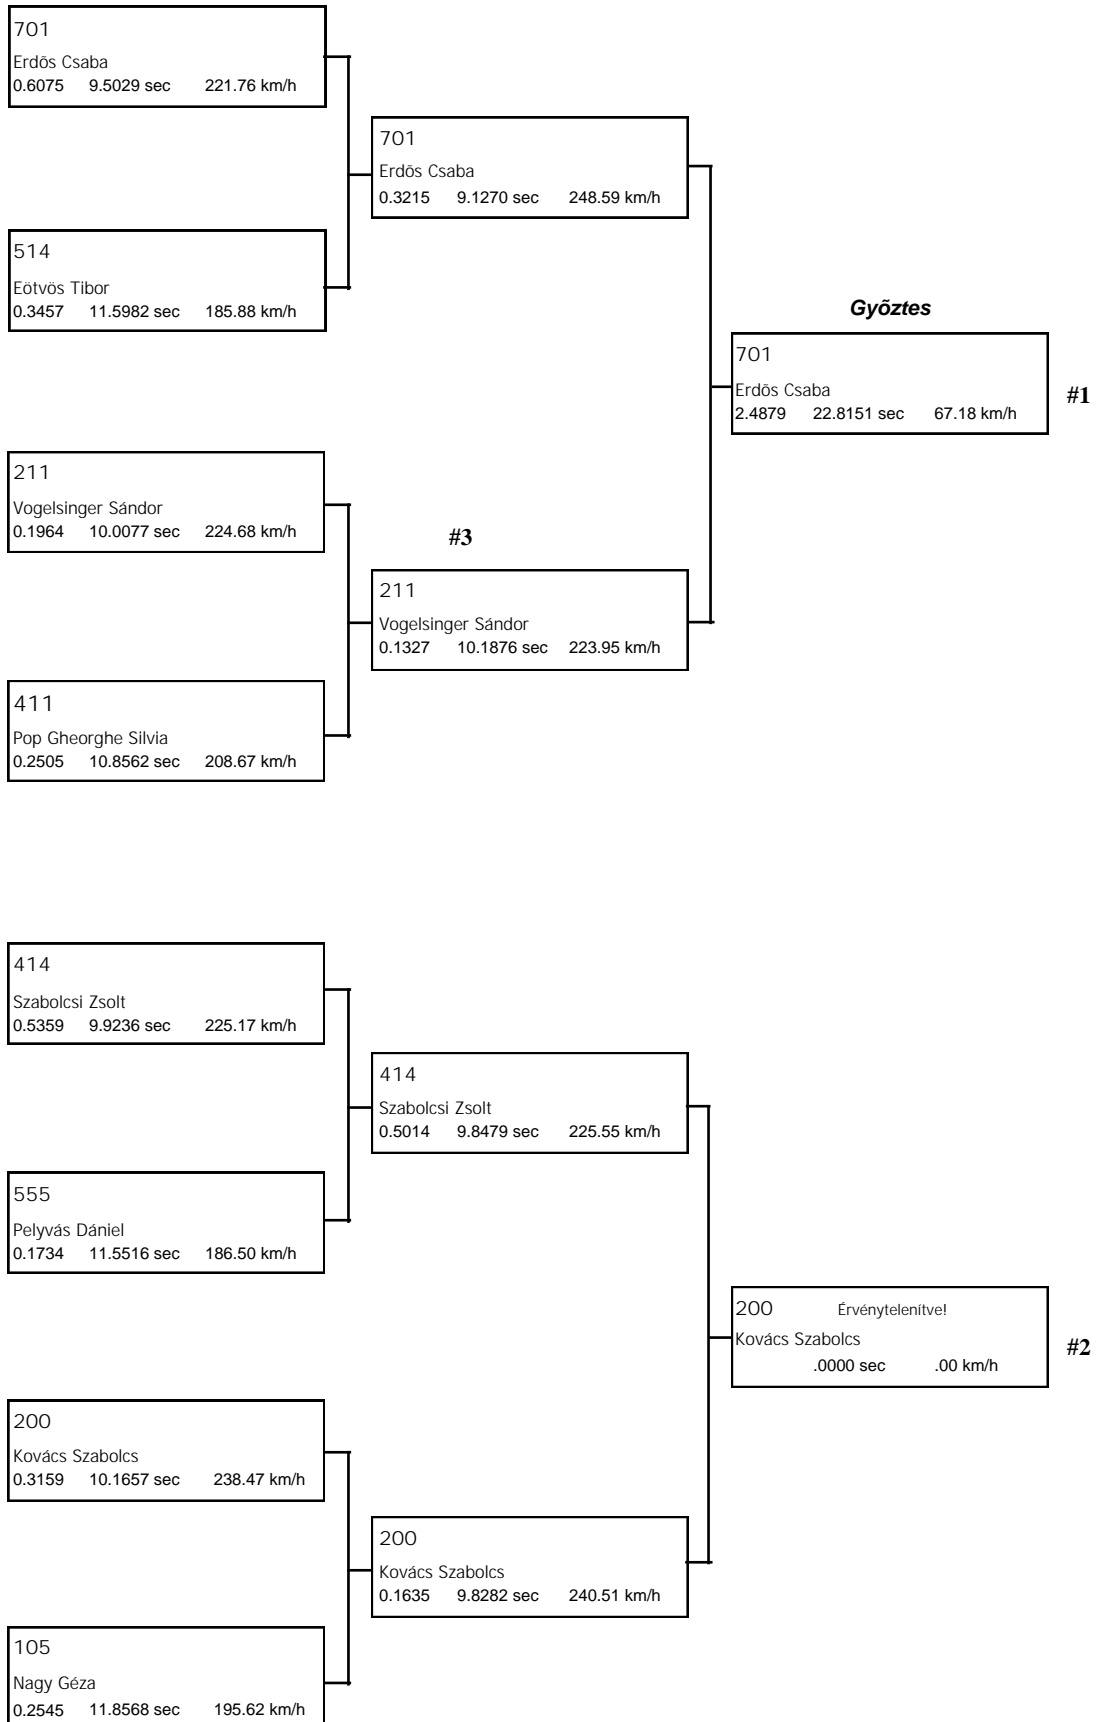 701
Erdõs Csaba
0.6075 9.5029 sec 221.76 km/h
701
Erdõs Csaba
0.3215 9.1270 sec 248.59 km/h
514
Eötvös Tibor
0.3457 11.5982 sec 185.88 km/h
Gyõztes
701
Erdõs Csaba
2.4879 22.8151 sec 67.18 km/h
#1
211
Vogelsinger Sándor
0.1964 10.0077 sec 224.68 km/h
#3
211
Vogelsinger Sándor
0.1327 10.1876 sec 223.95 km/h
411
Pop Gheorghe Silvia
0.2505 10.8562 sec 208.67 km/h
414
Szabolcsi Zsolt
0.5359 9.9236 sec 225.17 km/h
414
Szabolcsi Zsolt
0.5014 9.8479 sec 225.55 km/h
555
Pelyvás Dániel
0.1734 11.5516 sec 186.50 km/h
200 Érvénytelenítve!
Kovács Szabolcs
.0000 sec .00 km/h
#2
200
Kovács Szabolcs
0.3159 10.1657 sec 238.47 km/h
200
Kovács Szabolcs
0.1635 9.8282 sec 240.51 km/h
105
Nagy Géza
0.2545 11.8568 sec 195.62 km/h